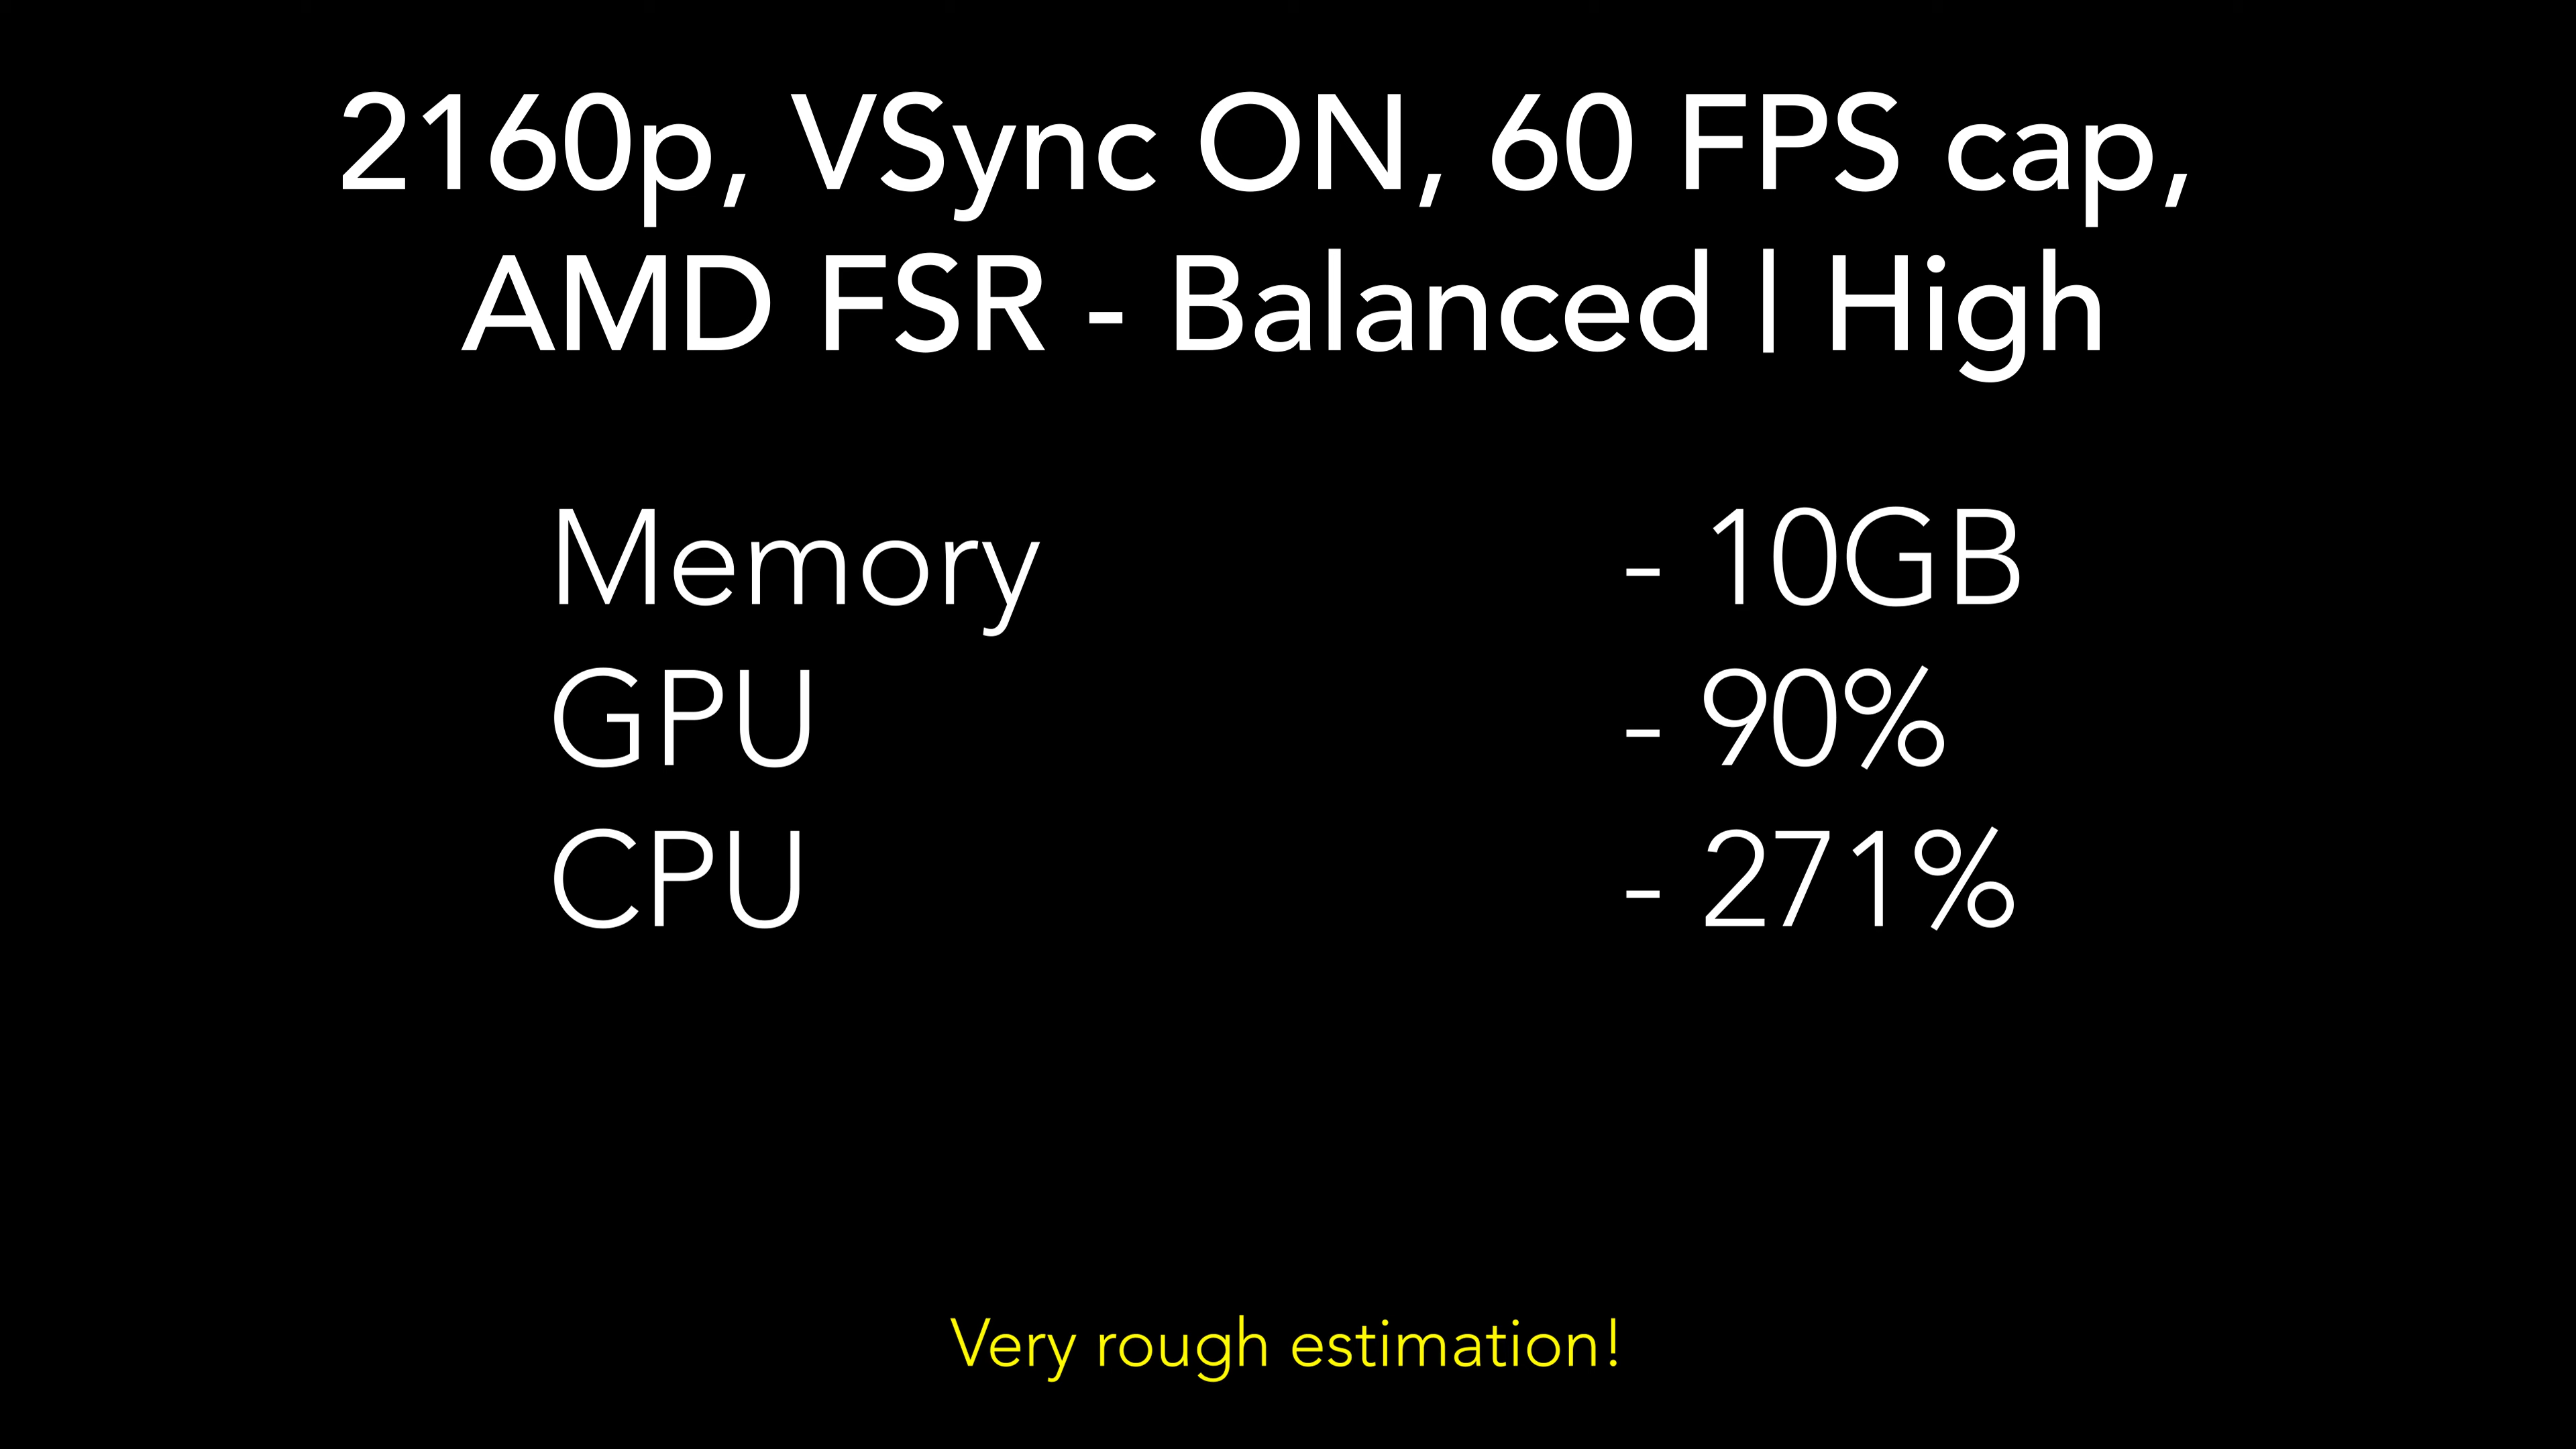 2160p, VSync ON, 60 FPS cap,
AMD FSR - Balanced | High
Memory - 10GB
GPU - 90%
CPU - 271%
Very rough estimation!